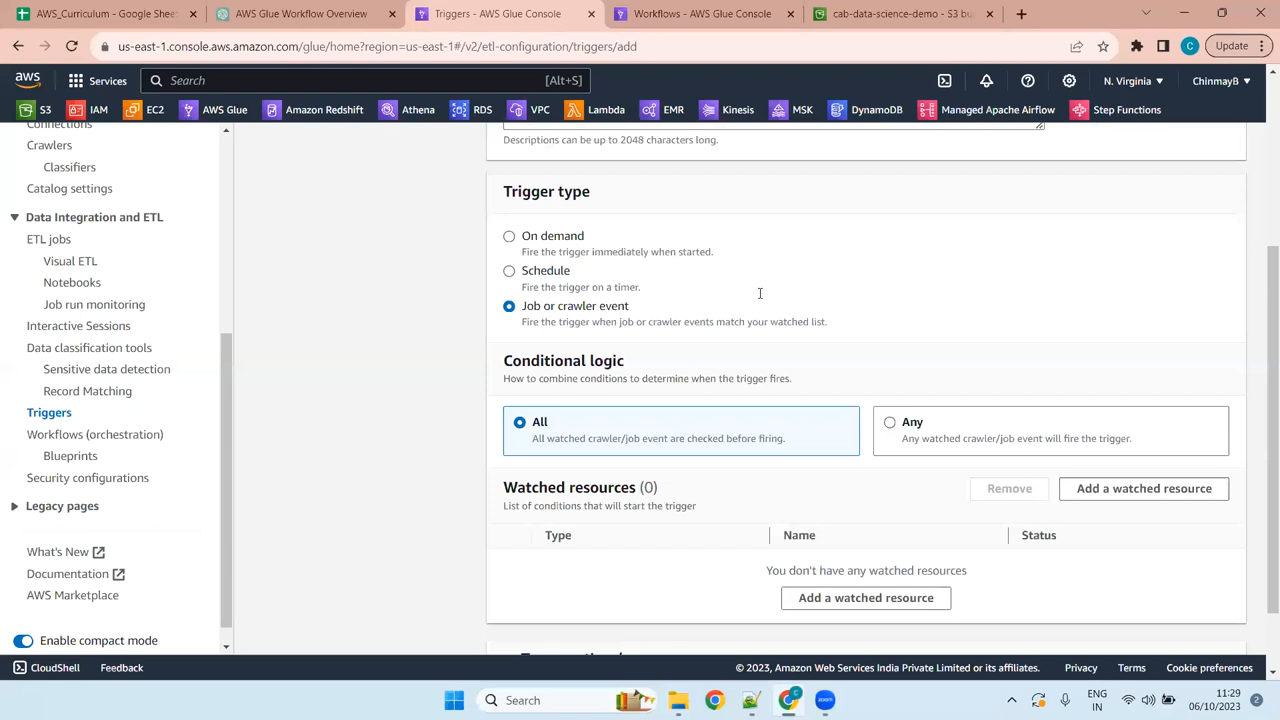 AWS_Curriculum - Google Shee
AWS Glue Workflow Overview
Triggers - AWS Glue Console
Workflows - AWS Glue Console
cab-data-science-demo - S3 bu
us-east-1.console.aws.amazon.com/glue/home?region=us-east-1#/v2/etl-configuration/triggers/add
C
Update
aws
Services
Search
[Alt+S]
N. Virginia
ChinmayB
S3
IAM
EC2
AWS Glue
Amazon Redshift
Athena
RDS
VPC
Lambda
EMR
Kinesis
MSK
DynamoDB
Managed Apache Airflow
Step Functions
Connections
Crawlers
Classifiers
Catalog settings
Data Integration and ETL
ETL jobs
Visual ETL
Notebooks
Job run monitoring
Interactive Sessions
Data classification tools
Sensitive data detection
Record Matching
Triggers
Workflows (orchestration)
Blueprints
Security configurations
Legacy pages
What's New
Documentation
AWS Marketplace
Enable compact mode
Descriptions can be up to 2048 characters long.
Trigger type
On demand
Fire the trigger immediately when started.
Schedule
Fire the trigger on a timer.
Job or crawler event
Fire the trigger when job or crawler events match your watched list.
Conditional logic
How to combine conditions to determine when the trigger fires.
All
All watched crawler/job event are checked before firing.
Any
Any watched crawler/job event will fire the trigger.
Watched resources (0)
Remove
Add a watched resource
List of conditions that will start the trigger
Type
Name
Status
You don't have any watched resources
Add a watched resource
CloudShell
Feedback
© 2023, Amazon Web Services India Private Limited or its affiliates.
Privacy
Terms
Cookie preferences
Search
ENG
IN
11:29
06/10/2023
2